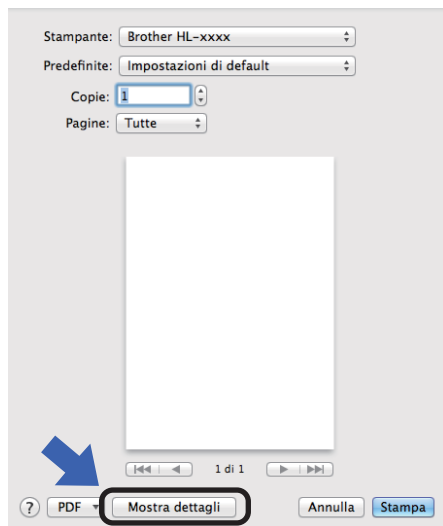 Stampante: Brother HL-xxxx
Predefinite: Impostazioni di default
Copie: 1
Pagine: Tutte
1 di 1
? PDF Mostra dettagli Annulla Stampa